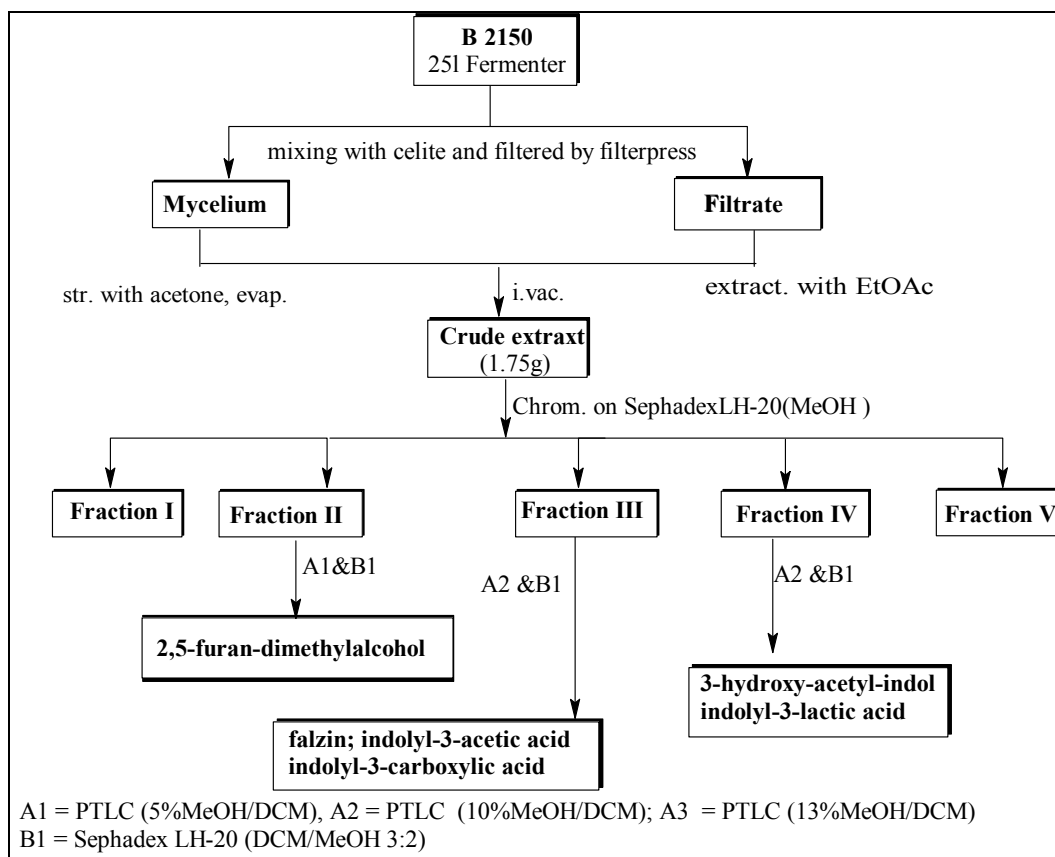 B 2150
25l Fermenter
mixing with celite and filtered by filterpress
Mycelium
Filtrate
str. with acetone, evap.
i.vac.
extract. with EtOAc
Crude extraxt
(1.75g)
Chrom. on SephadexLH-20(MeOH )
Fraction I
Fraction II
Fraction III
Fraction IV
Fraction V
A1&B1
A2 &B1
A2 &B1
2,5-furan-dimethylalcohol
3-hydroxy-acetyl-indol
indolyl-3-lactic acid
falzin; indolyl-3-acetic acid
indolyl-3-carboxylic acid
A1 = PTLC (5%MeOH/DCM), A2 = PTLC (10%MeOH/DCM); A3 = PTLC (13%MeOH/DCM)
B1 = Sephadex LH-20 (DCM/MeOH 3:2)